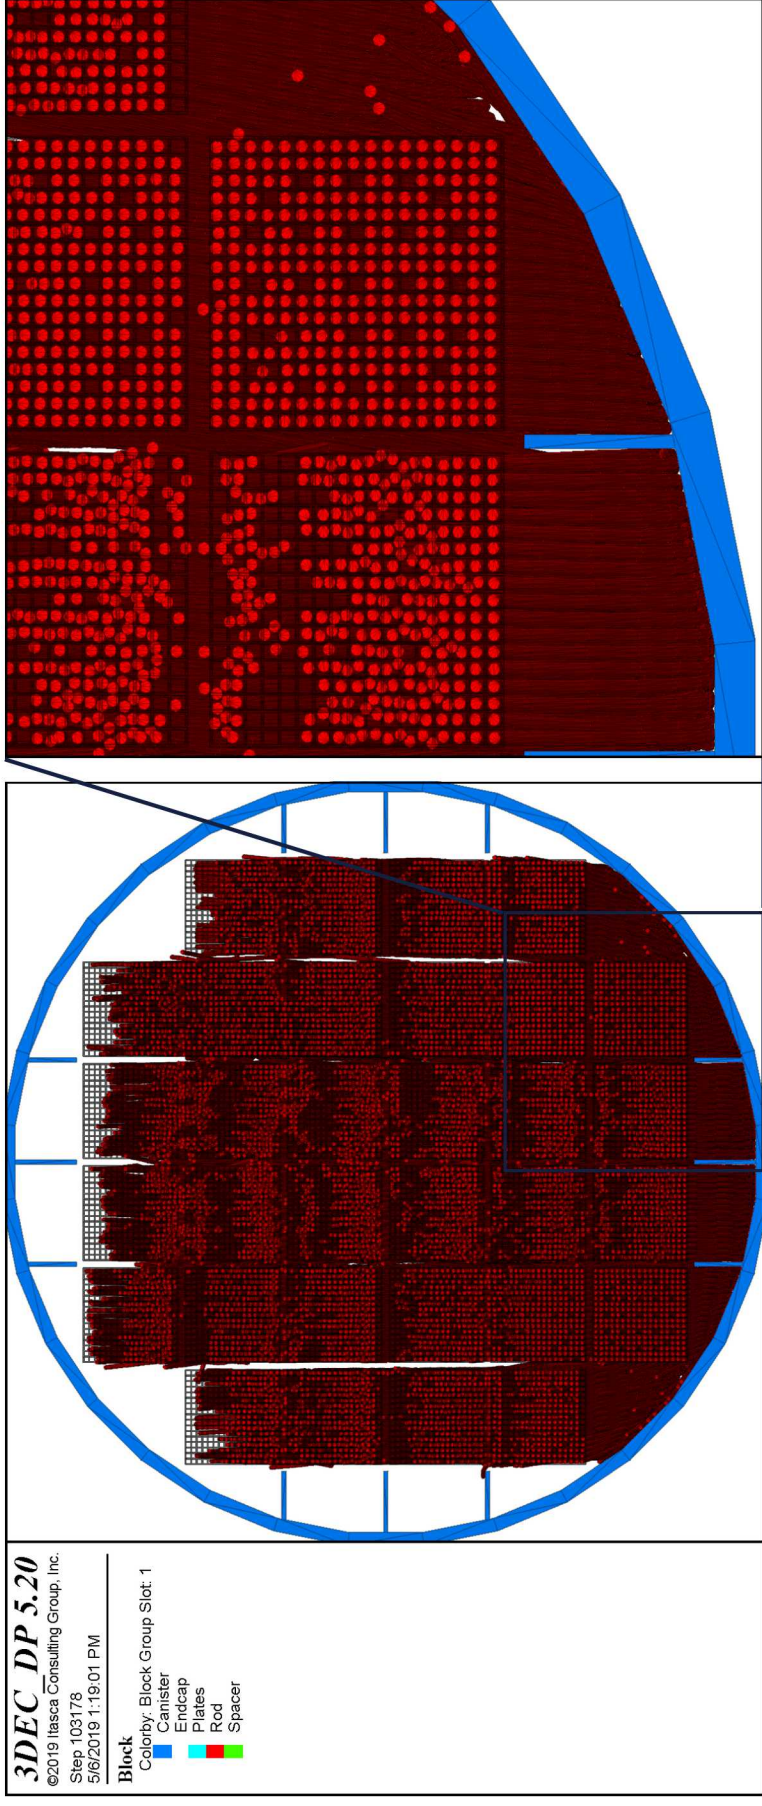 3DEC_DP 5.20
©2019 Itasca Consulting Group, Inc.
Step 103178
5/6/2019 1:19:01 PM
Block
Colorby: Block Group Slot: 1
Canister
Endcap
Plates
Rod
Spacer